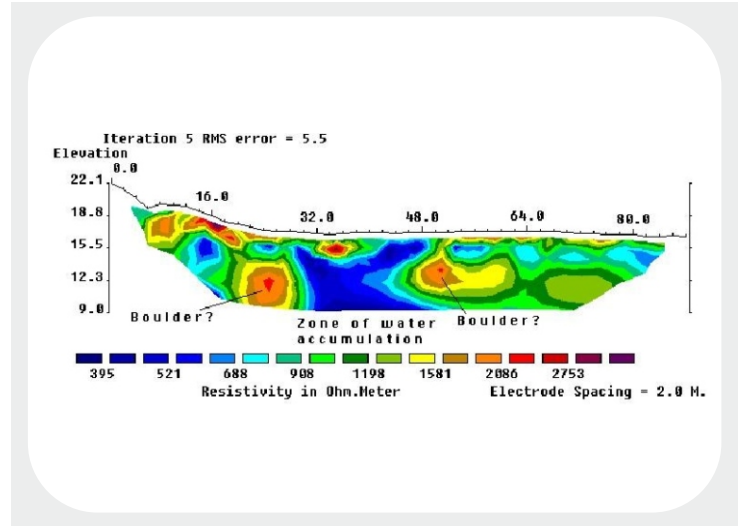 Iteration 5 RMS error = 5.5
Elevation
0.0
22.1
16.0
18.8
32.0 48.0 64.0 80.0
15.5
12.3
9.0
Boulder? Zone of water Boulder?
accumulation
395 521 688 908 1198 1581 2086 2753
Resistivity in Ohm.Meter Electrode Spacing = 2.0 M.